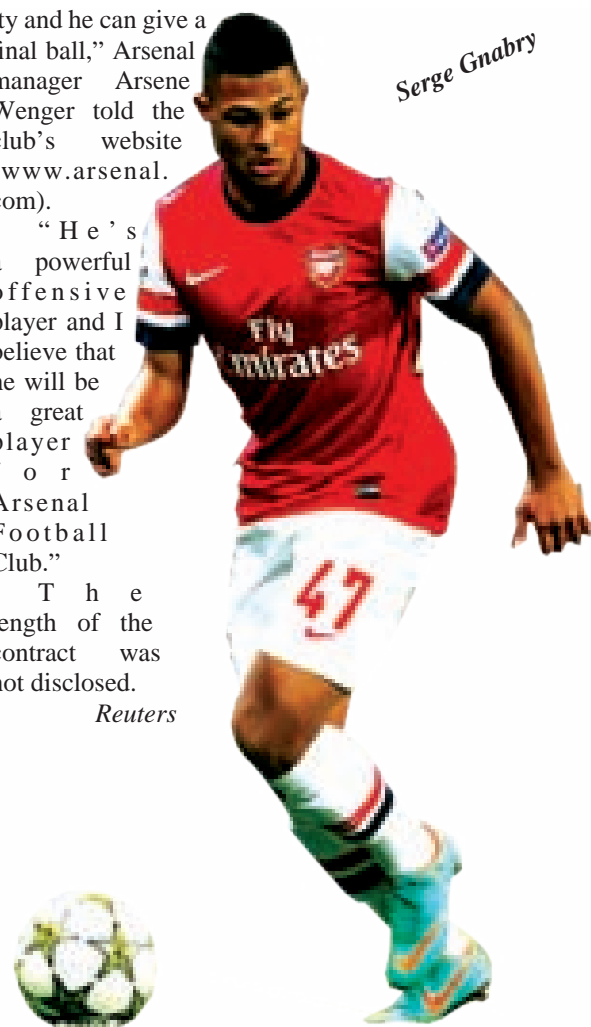 ty and he can give a
final ball,” Arsenal
manager Arsene
Wenger told the
club’s website
www.arsenal.
com).
“He’s
a powerful
offensive
player and I
believe that
he will be
a great
player
for
Arsenal
Football
Club.”
The
length of the
contract was
not disclosed.
Reuters
Serge Gnabry
Fly
Emirates
47